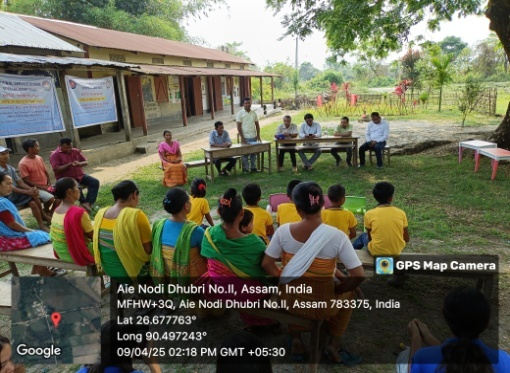 GPS Map Camera
Aie Nodi Dhubri No.II, Assam, India
MFHW+3Q, Aie Nodi Dhubri No.II, Assam 783375, India
Lat 26.677763°
Long 90.497243°
09/04/25 02:18 PM GMT +05:30
Google